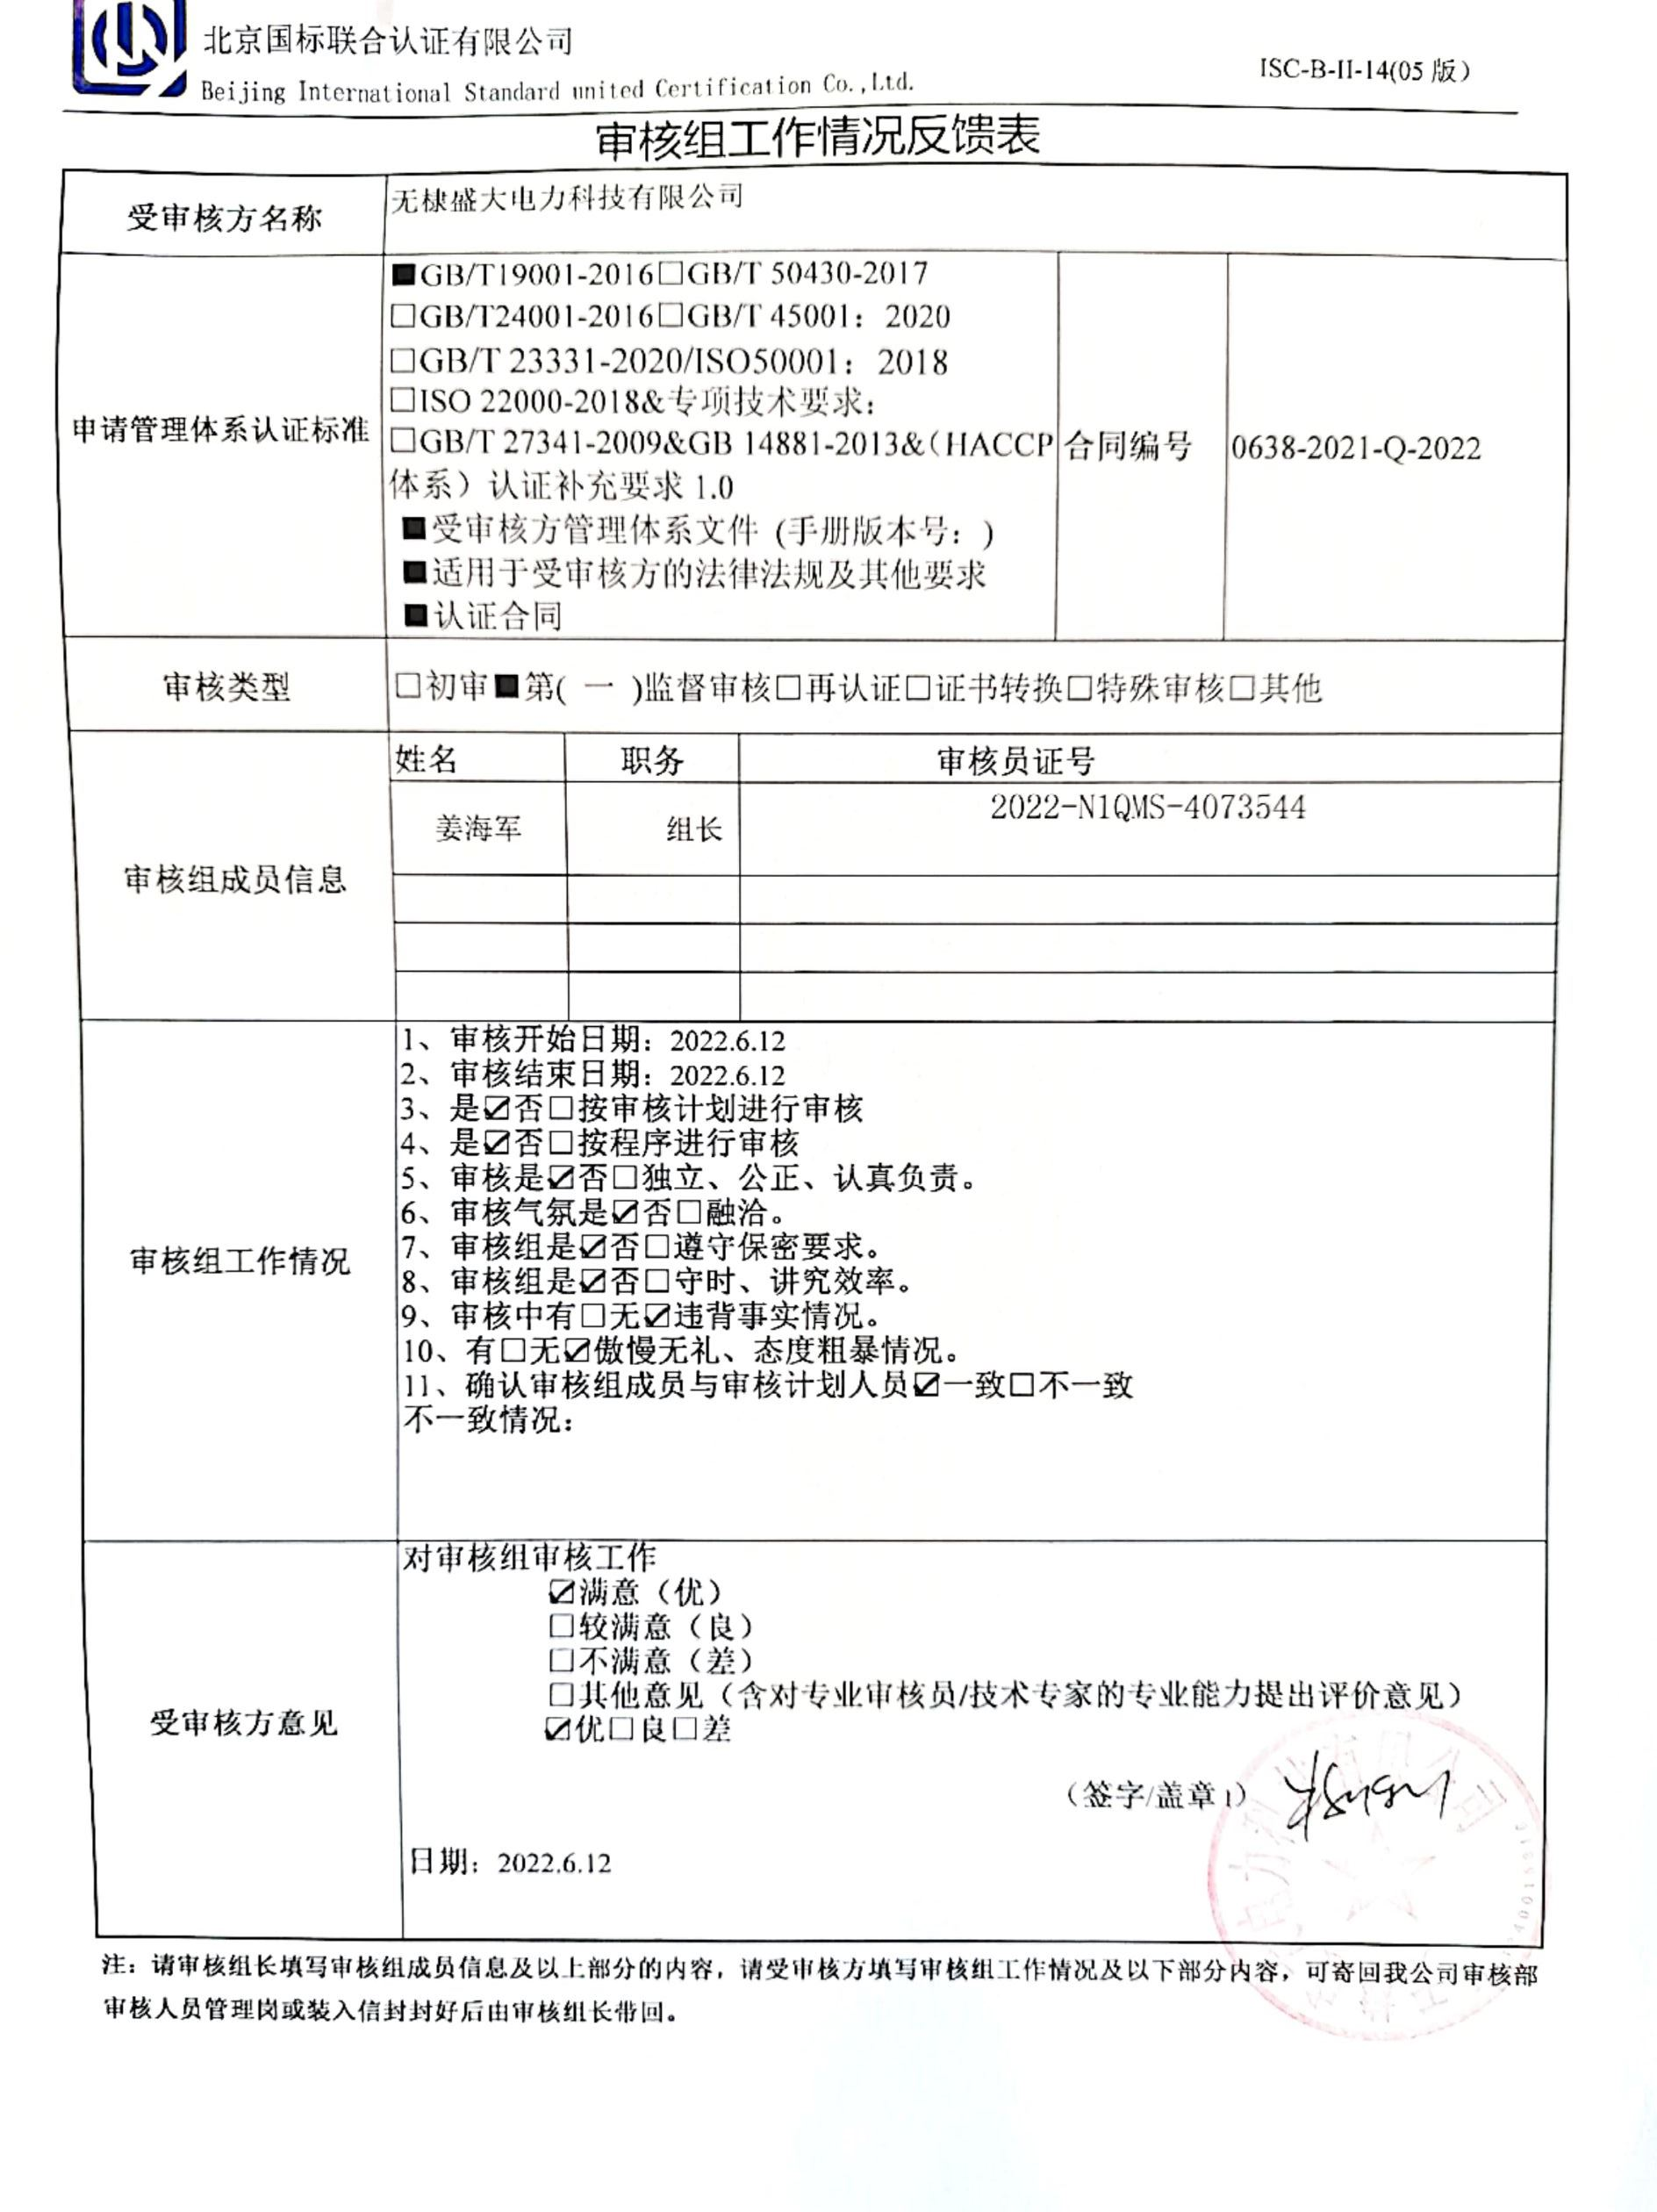 北京国标联合认证有限公司
Beijing International Standard united Certification Co.,Ltd.
ISC-B-II-14(05 版)
审核组工作情况反馈表
受审核方名称
无棣盛大电力科技有限公司
申请管理体系认证标准
■GB/T19001-2016□GB/T 50430-2017
□GB/T24001-2016□GB/T 45001：2020
□GB/T 23331-2020/ISO50001：2018
□ISO 22000-2018&专项技术要求：
□GB/T 27341-2009&GB 14881-2013&（HACCP
体系）认证补充要求 1.0
■受审核方管理体系文件 (手册版本号：)
■适用于受审核方的法律法规及其他要求
■认证合同
合同编号
0638-2021-Q-2022
审核类型
□初审■第( 一 )监督审核□再认证□证书转换□特殊审核□其他
审核组成员信息
姓名 职务 审核员证号
姜海军 组长 2022-N1QMS-4073544
审核组工作情况
1、审核开始日期：2022.6.12
2、审核结束日期：2022.6.12
3、是☑否□按审核计划进行审核
4、是☑否□按程序进行审核
5、审核是☑否□独立、公正、认真负责。
6、审核气氛是☑否□融洽。
7、审核组是☑否□遵守保密要求。
8、审核组是☑否□守时、讲究效率。
9、审核中有□无☑违背事实情况。
10、有□无☑傲慢无礼、态度粗暴情况。
11、确认审核组成员与审核计划人员☑一致□不一致
不一致情况：
受审核方意见
对审核组审核工作
☑满意（优）
□较满意（良）
□不满意（差）
□其他意见（含对专业审核员/技术专家的专业能力提出评价意见）
☑优□良□差
（签字/盖章）
日期：2022.6.12
注：请审核组长填写审核组成员信息及以上部分的内容，请受审核方填写审核组工作情况及以下部分内容，可寄回我公司审核部
审核人员管理岗或装入信封封好后由审核组长带回。